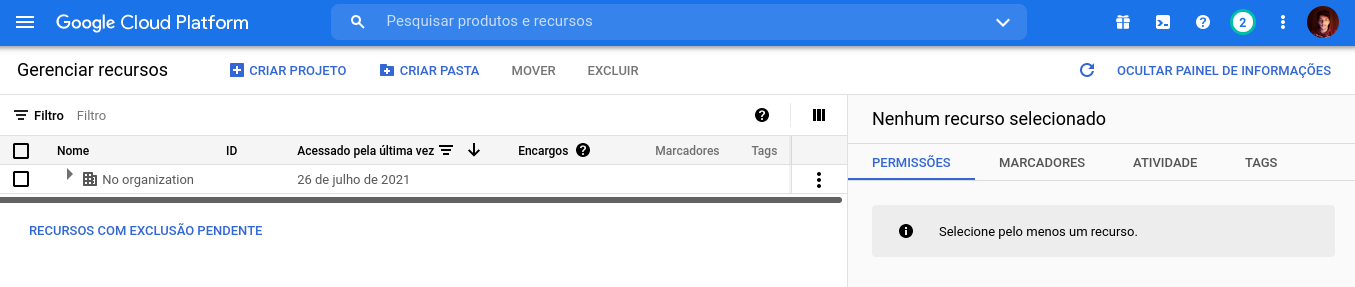 Google Cloud Platform
Pesquisar produtos e recursos
2
Gerenciar recursos
CRIAR PROJETO
CRIAR PASTA
MOVER
EXCLUIR
OCULTAR PAINEL DE INFORMAÇÕES
Filtro Filtro
Nome ID Acessado pela última vez Encargos Marcadores Tags
No organization 26 de julho de 2021
RECURSOS COM EXCLUSÃO PENDENTE
Nenhum recurso selecionado
PERMISSÕES MARCADORES ATIVIDADE TAGS
Selecione pelo menos um recurso.